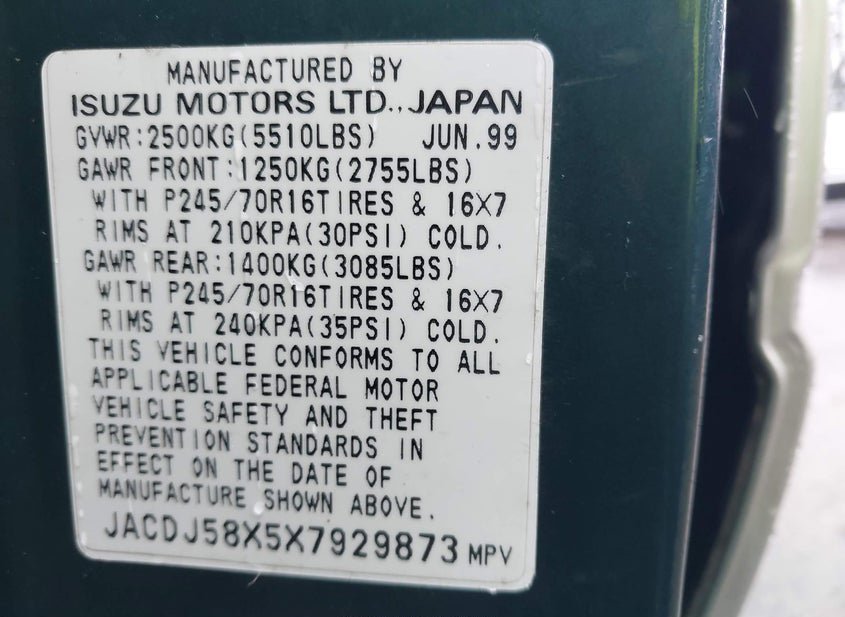 MANUFACTURED BY
ISUZU MOTORS LTD., JAPAN
GVWR:2500KG(5510LBS) JUN.99
GAWR FRONT:1250KG(2755LBS)
WITH P245/70R16TIRES & 16X7
RIMS AT 210KPA(30PSI) COLD.
GAWR REAR:1400KG(3085LBS)
WITH P245/70R16TIRES & 16X7
RIMS AT 240KPA(35PSI) COLD.
THIS VEHICLE CONFORMS TO ALL
APPLICABLE FEDERAL MOTOR
VEHICLE SAFETY AND THEFT
PREVENTION STANDARDS IN
EFFECT ON THE DATE OF
MANUFACTURE SHOWN ABOVE.
JACDJ58X5X7929873 MPV